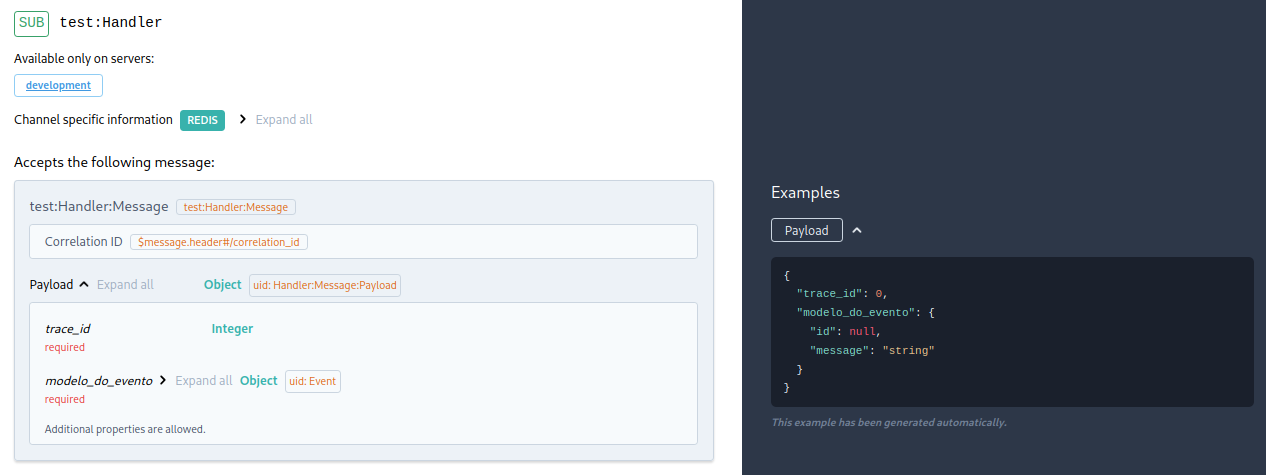 SUB test:Handler
Available only on servers:
development
Channel specific information REDIS Expand all
Accepts the following message:
test:Handler:Message test:Handler:Message
Correlation ID $message.header#/correlation_id
Payload Expand all Object uid: Handler:Message:Payload
trace_id Integer
required
modelo_do_evento Expand all Object uid: Event
required
Additional properties are allowed.
Examples
Payload
{
"trace_id": 0,
"modelo_do_evento": {
"id": null,
"message": "string"
}
}
This example has been generated automatically.